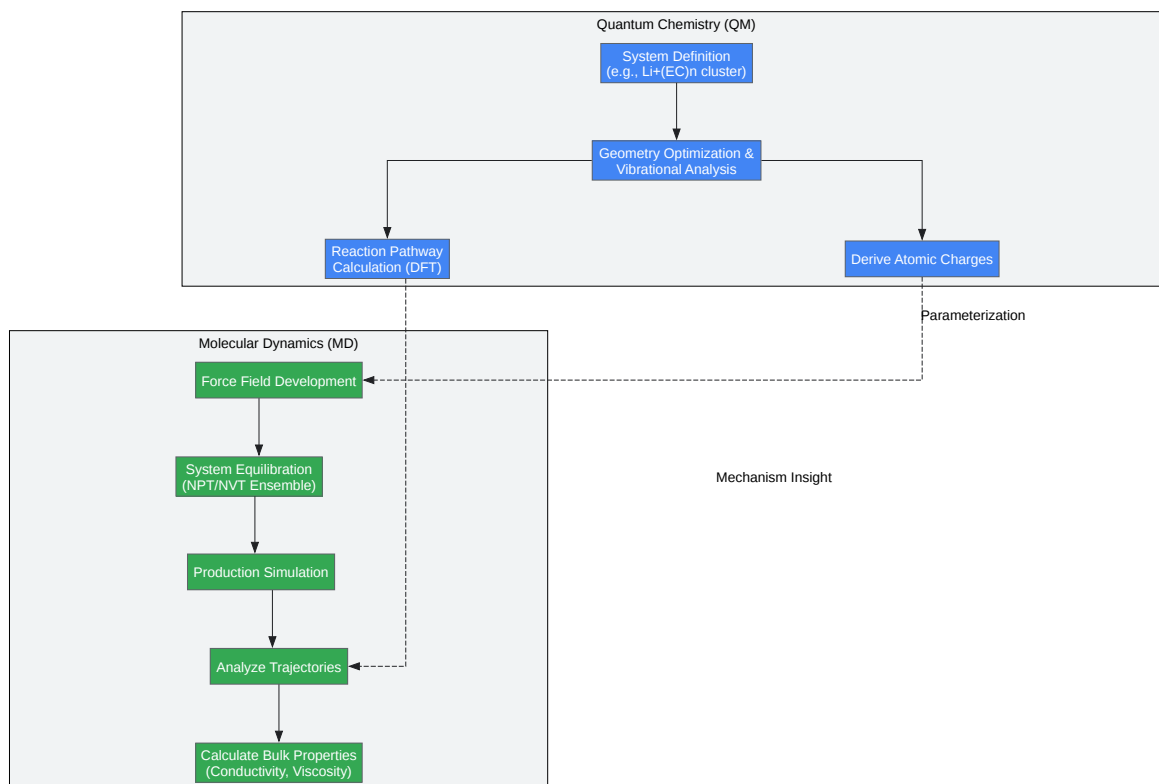 Quantum Chemistry (QM)
System Definition
(e.g., Li+(EC)n cluster)
Geometry Optimization &
Vibrational Analysis
Reaction Pathway
Calculation (DFT)
Derive Atomic Charges
Parameterization
Molecular Dynamics (MD)
Force Field Development
System Equilibration
(NPT/NVT Ensemble)
Mechanism Insight
Production Simulation
Analyze Trajectories
Calculate Bulk Properties
(Conductivity, Viscosity)